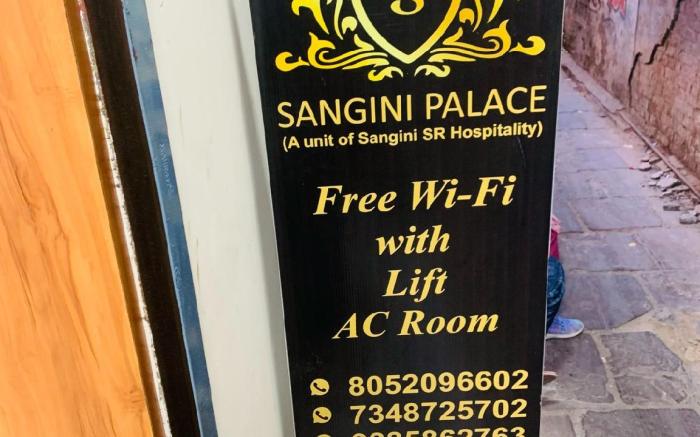 SANGINI PALACE
(A unit of Sangini SR Hospitality)
Free Wi-Fi
with
Lift
AC Room
8052096602
7348725702